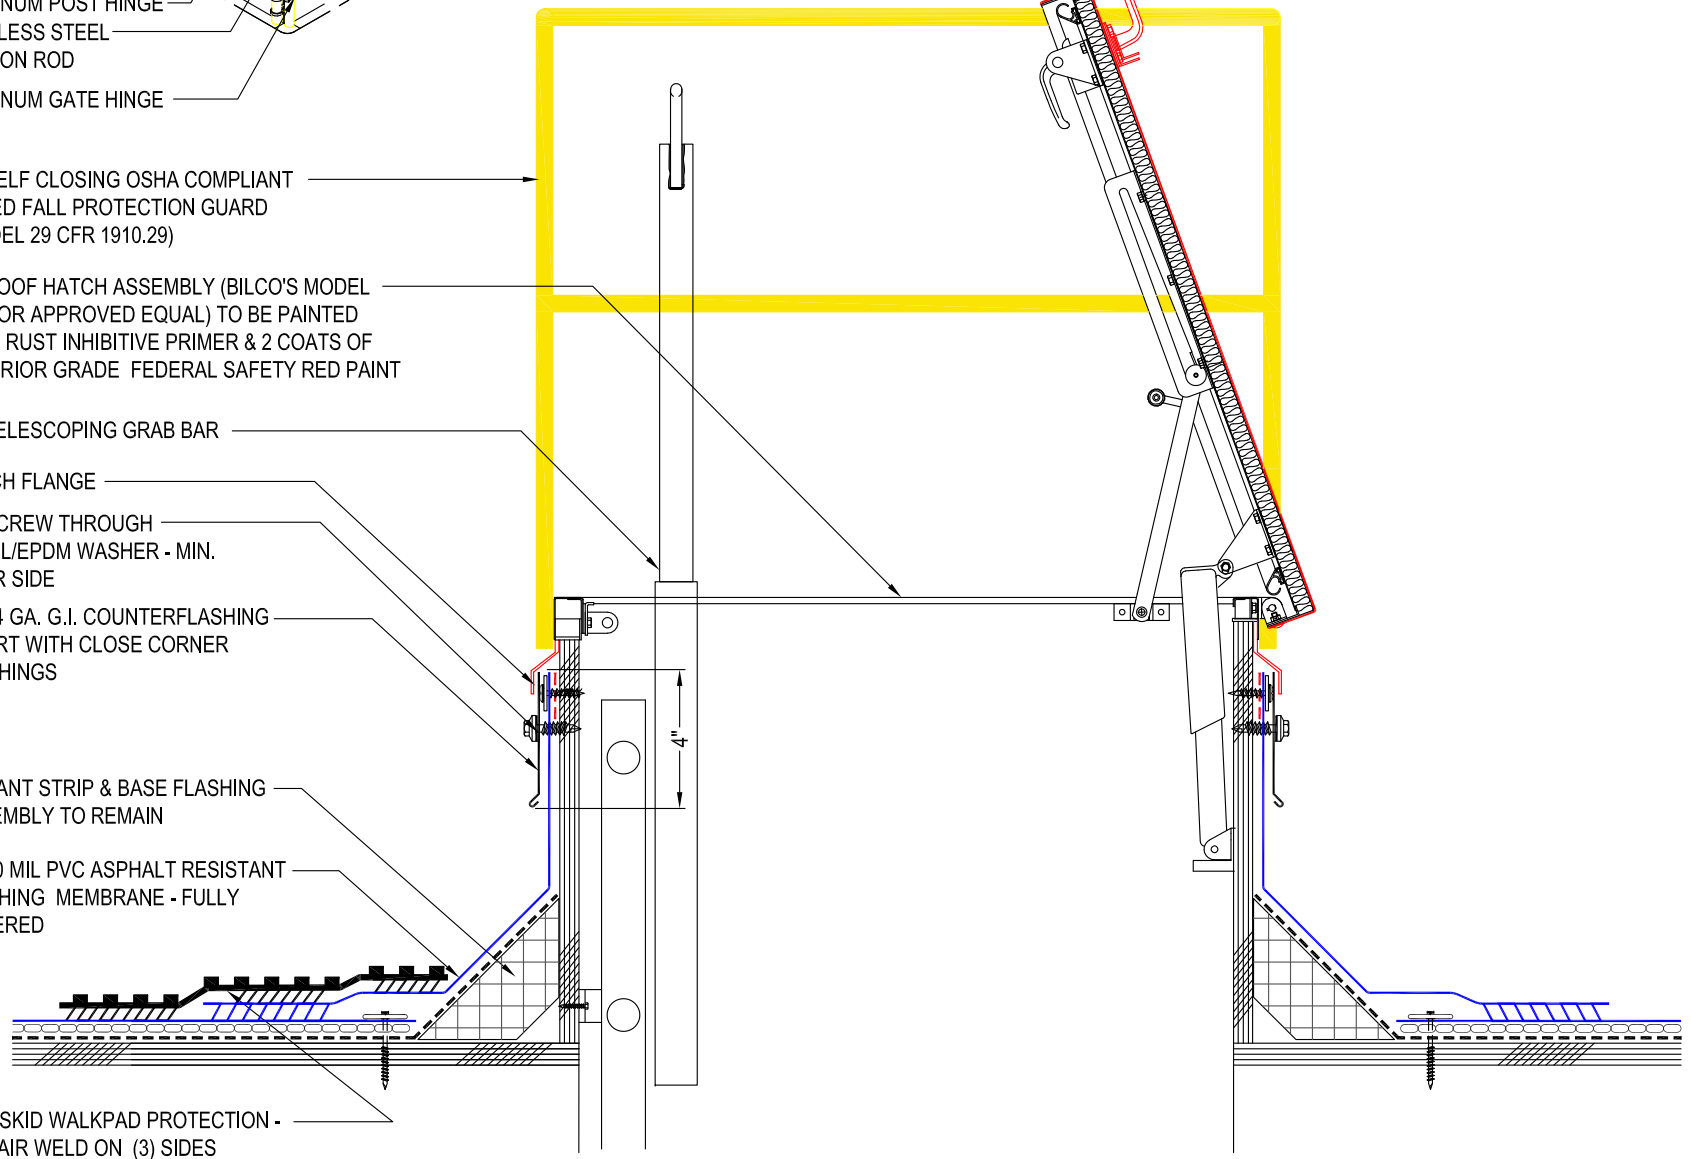 NUM POST HINGE
LESS STEEL
ON ROD
NUM GATE HINGE
ELF CLOSING OSHA COMPLIANT
ED FALL PROTECTION GUARD
DEL 29 CFR 1910.29)
OOF HATCH ASSEMBLY (BILCO'S MODEL
OR APPROVED EQUAL) TO BE PAINTED
RUST INHIBITIVE PRIMER & 2 COATS OF
RIOR GRADE FEDERAL SAFETY RED PAINT
ELESCOPING GRAB BAR
CH FLANGE
CREW THROUGH
L/EPDM WASHER - MIN.
R SIDE
4 GA. G.I. COUNTERFLASHING
RT WITH CLOSE CORNER
HINGS
4"
ANT STRIP & BASE FLASHING
EMBLY TO REMAIN
0 MIL PVC ASPHALT RESISTANT
HING MEMBRANE - FULLY
ERED
SKID WALKPAD PROTECTION -
AIR WELD ON (3) SIDES